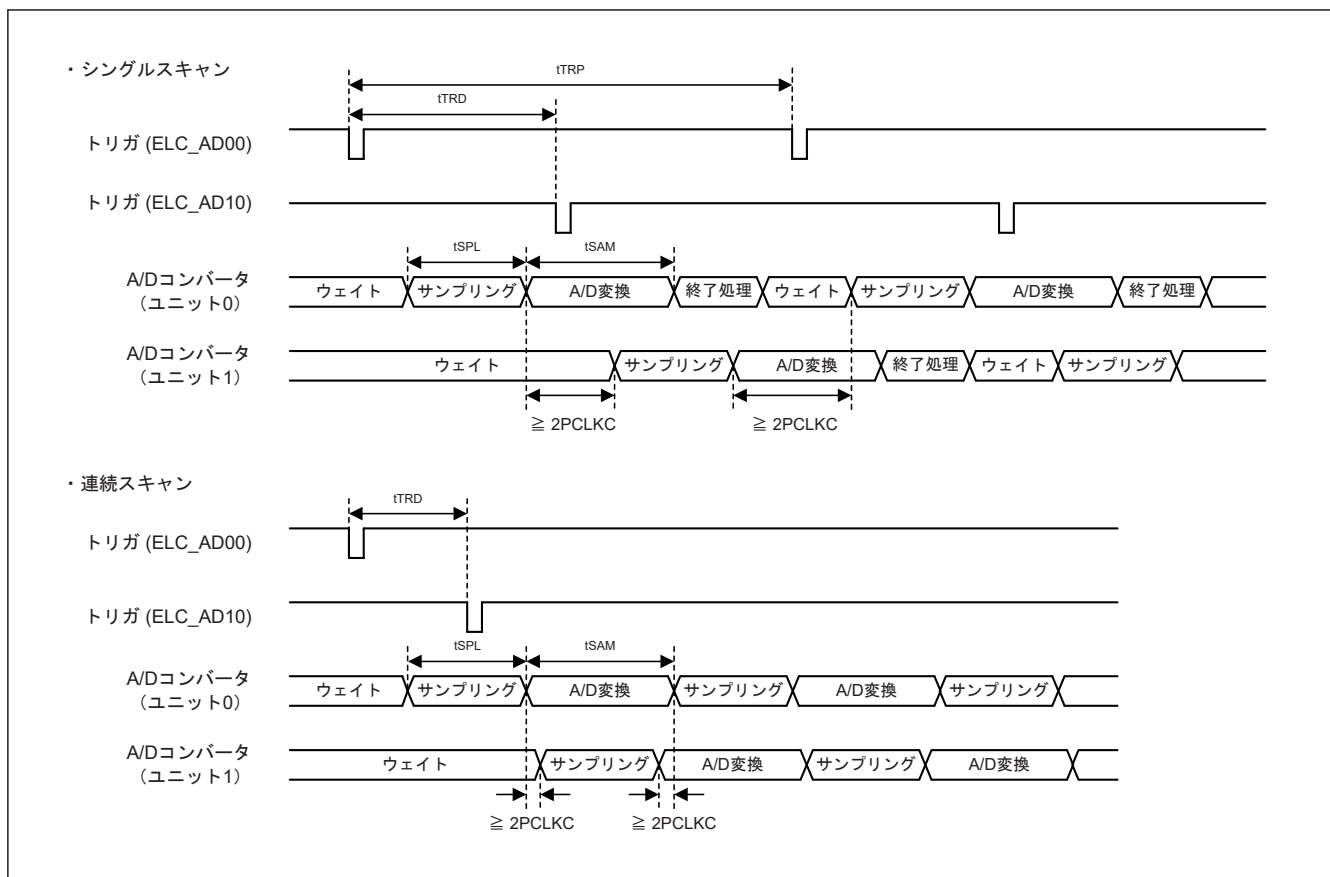 ・シングルスキャン
tTRP
tTRD
トリガ (ELC_AD00)
トリガ (ELC_AD10)
tSPL
tSAM
A/Dコンバータ
（ユニット0）
ウェイト
サンプリング
A/D変換
終了処理
ウェイト
サンプリング
A/D変換
終了処理
A/Dコンバータ
（ユニット1）
ウェイト
サンプリング
A/D変換
終了処理
ウェイト
サンプリング
≧ 2PCLKC
≧ 2PCLKC
・連続スキャン
tTRD
トリガ (ELC_AD00)
トリガ (ELC_AD10)
tSPL
tSAM
A/Dコンバータ
（ユニット0）
ウェイト
サンプリング
A/D変換
サンプリング
A/D変換
サンプリング
A/Dコンバータ
（ユニット1）
ウェイト
サンプリング
A/D変換
サンプリング
A/D変換
≧ 2PCLKC
≧ 2PCLKC